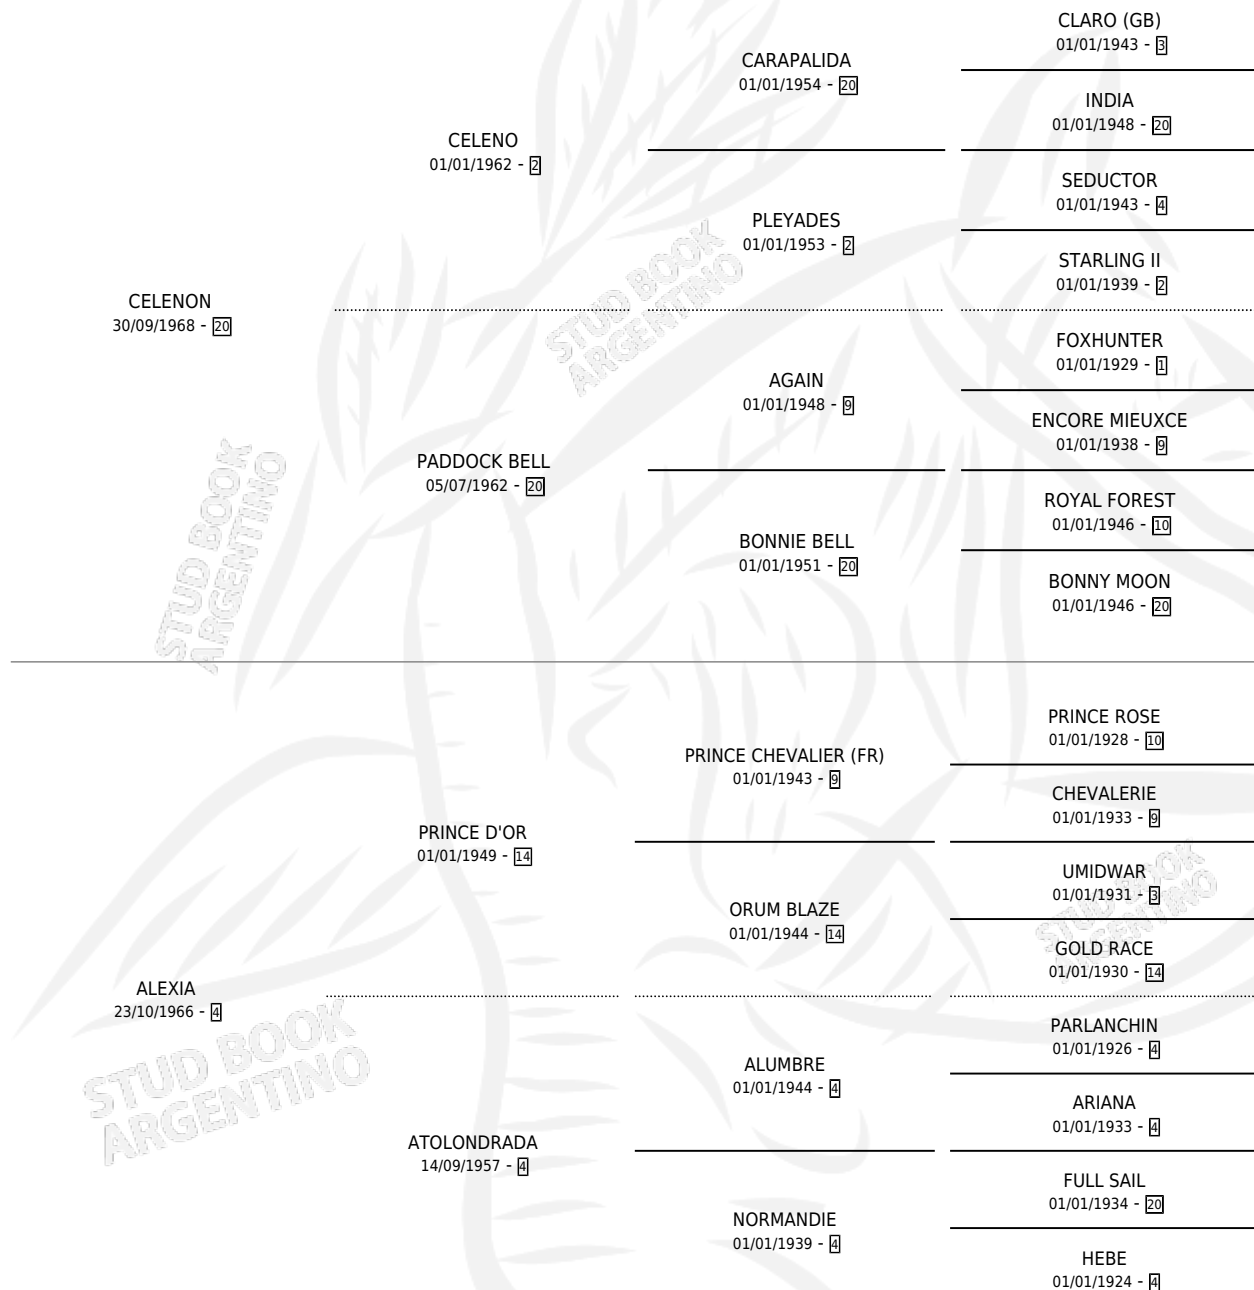 CLARO (GB)
01/01/1943 - 3
CARAPALIDA
01/01/1954 - 20
INDIA
01/01/1948 - 20
CELENO
01/01/1962 - 2
SEDUCTOR
01/01/1943 - 4
PLEYADES
01/01/1953 - 2
STARLING II
01/01/1939 - 2
CELENON
30/09/1968 - 20
FOXHUNTER
01/01/1929 - 1
AGAIN
01/01/1948 - 9
ENCORE MIEUXCE
01/01/1938 - 9
PADDOCK BELL
05/07/1962 - 20
ROYAL FOREST
01/01/1946 - 10
BONNIE BELL
01/01/1951 - 20
BONNY MOON
01/01/1946 - 20
PRINCE ROSE
01/01/1928 - 10
PRINCE CHEVALIER (FR)
01/01/1943 - 9
CHEVALERIE
01/01/1933 - 9
PRINCE D'OR
01/01/1949 - 14
UMIDWAR
01/01/1931 - 3
ORUM BLAZE
01/01/1944 - 14
GOLD RACE
01/01/1930 - 14
ALEXIA
23/10/1966 - 4
PARLANCHIN
01/01/1926 - 4
ALUMBRE
01/01/1944 - 4
ARIANA
01/01/1933 - 4
ATOLONDRADA
14/09/1957 - 4
FULL SAIL
01/01/1934 - 20
NORMANDIE
01/01/1939 - 4
HEBE
01/01/1924 - 4
STUD BOOK
ARGENTINO
STUD BOOK
ARGENTINO
STUD BOOK
ARGENTINO
STUD BOOK
ARGENTINO